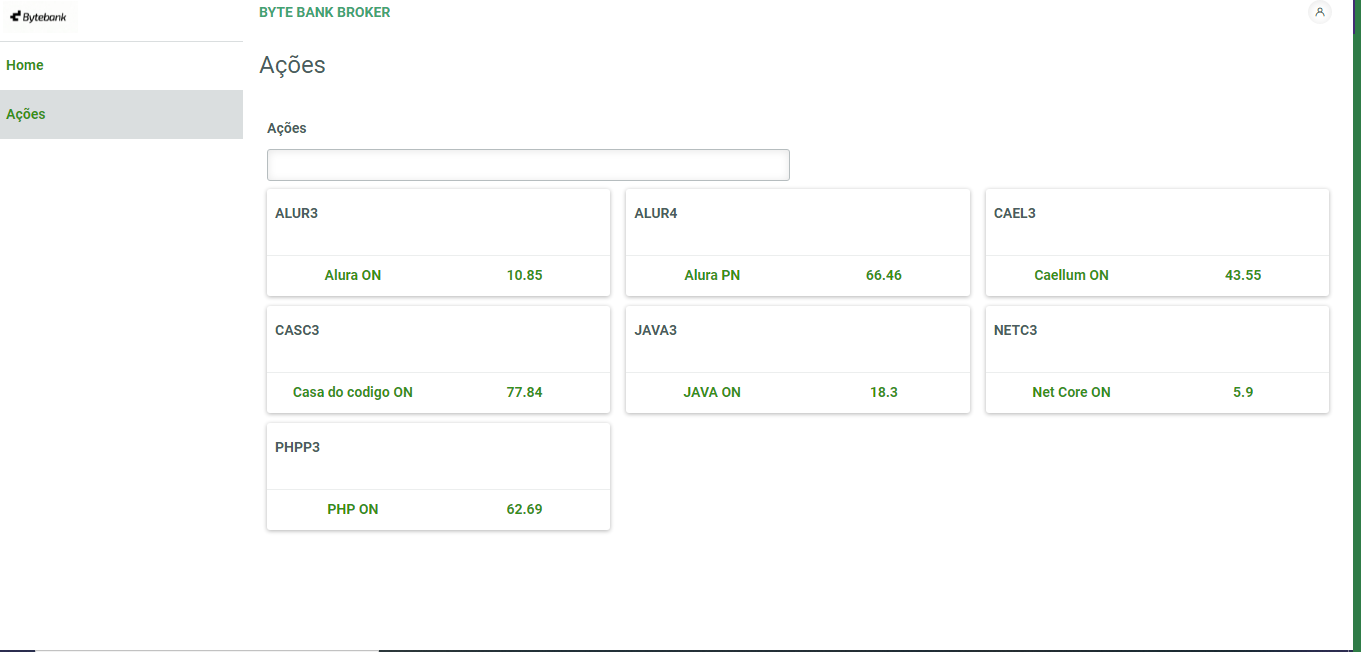 Bytebank
BYTE BANK BROKER
Home
Ações
Ações
Ações
ALUR3
ALUR4
CAEL3
Alura ON 10.85
Alura PN 66.46
Caellum ON 43.55
CASC3
JAVA3
NETC3
Casa do codigo ON 77.84
JAVA ON 18.3
Net Core ON 5.9
PHPP3
PHP ON 62.69